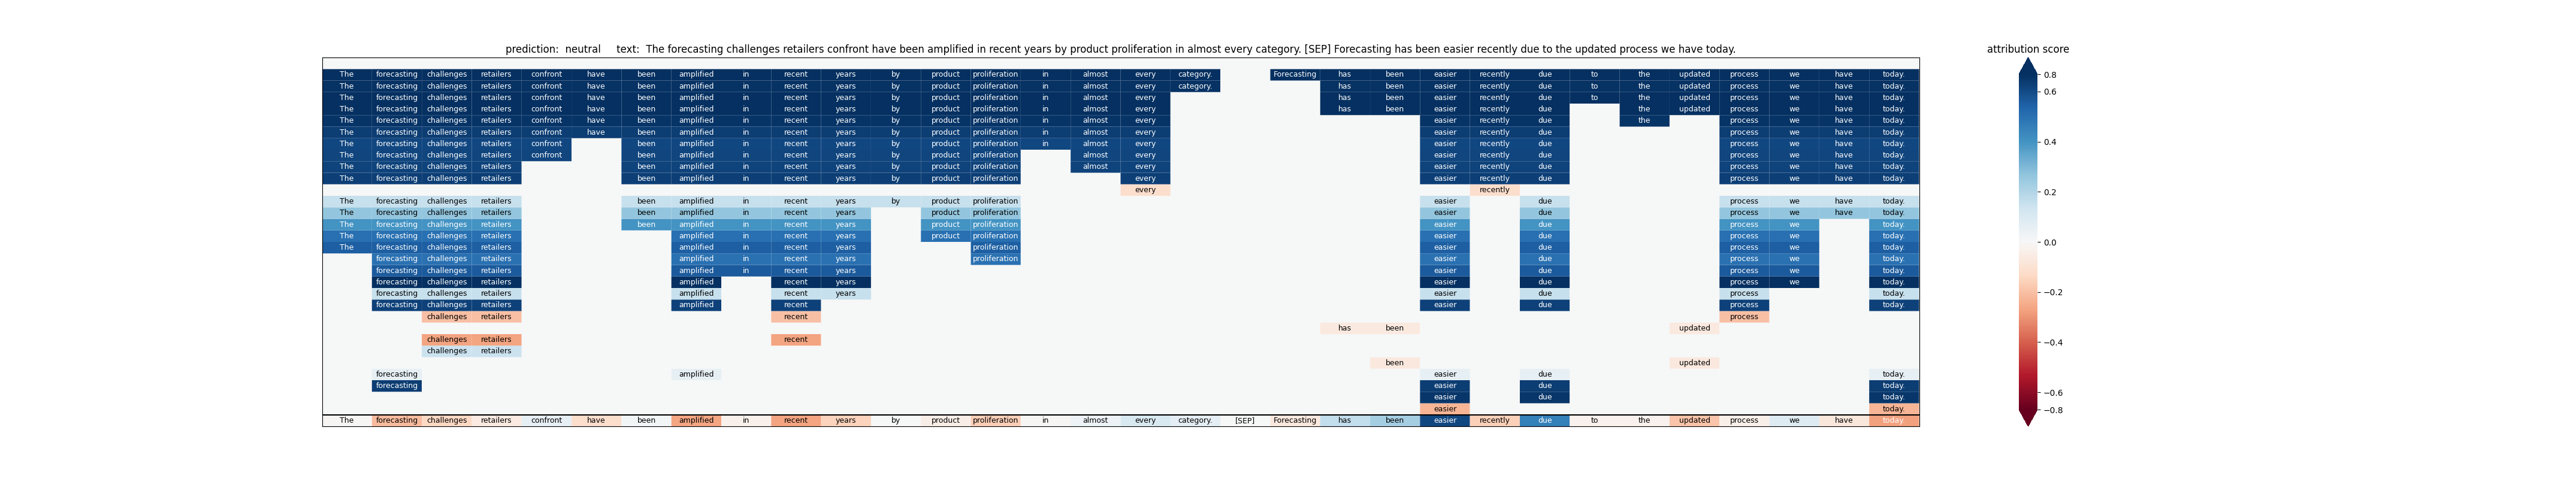 prediction: neutral text: The forecasting challenges retailers confront have been amplified in recent years by product proliferation in almost every category. [SEP] Forecasting has been easier recently due to the updated process we have today.
attribution score
The forecasting challenges retailers confront have been amplified in recent years by product proliferation in almost every category. Forecasting has been easier recently due to the updated process we have today.
The forecasting challenges retailers confront have been amplified in recent years by product proliferation in almost every category. has been easier recently due to the updated process we have today.
The forecasting challenges retailers confront have been amplified in recent years by product proliferation in almost every has been easier recently due to the updated process we have today.
The forecasting challenges retailers confront have been amplified in recent years by product proliferation in almost every has been easier recently due the updated process we have today.
The forecasting challenges retailers confront have been amplified in recent years by product proliferation in almost every easier recently due the process we have today.
The forecasting challenges retailers confront have been amplified in recent years by product proliferation in almost every easier recently due process we have today.
The forecasting challenges retailers confront been amplified in recent years by product proliferation in almost every easier recently due process we have today.
The forecasting challenges retailers confront been amplified in recent years by product proliferation almost every easier recently due process we have today.
The forecasting challenges retailers been amplified in recent years by product proliferation almost every easier recently due process we have today.
The forecasting challenges retailers been amplified in recent years by product proliferation every easier recently due process we have today.
every recently
The forecasting challenges retailers been amplified in recent years by product proliferation easier due process we have today.
The forecasting challenges retailers been amplified in recent years product proliferation easier due process we have today.
The forecasting challenges retailers been amplified in recent years product proliferation easier due process we today.
The forecasting challenges retailers amplified in recent years product proliferation easier due process we today.
The forecasting challenges retailers amplified in recent years proliferation easier due process we today.
forecasting challenges retailers amplified in recent years proliferation easier due process we today.
forecasting challenges retailers amplified in recent years easier due process we today.
forecasting challenges retailers amplified recent years easier due process we today.
forecasting challenges retailers amplified recent years easier due process today.
forecasting challenges retailers amplified recent easier due process today.
challenges retailers recent process
has been updated
challenges retailers recent
challenges retailers
been updated
forecasting amplified easier due today.
forecasting easier due today.
easier due today.
easier today.
The forecasting challenges retailers confront have been amplified in recent years by product proliferation in almost every category. [SEP] Forecasting has been easier recently due to the updated process we have today.
0.8
0.6
0.4
0.2
0.0
−0.2
−0.4
−0.6
−0.8